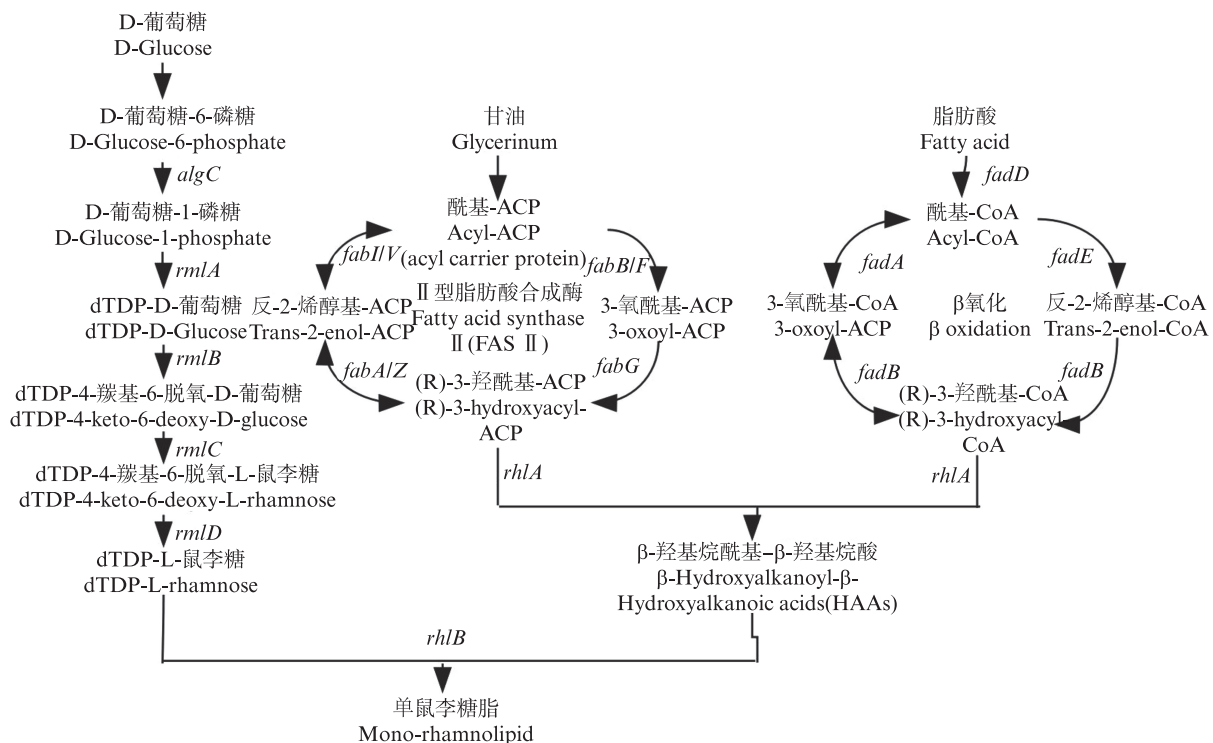 D-葡萄糖
D-Glucose
D-葡萄糖-6-磷糖
D-Glucose-6-phosphate
algC
D-葡萄糖-1-磷糖
D-Glucose-1-phosphate
rmlA
dTDP-D-葡萄糖
dTDP-D-Glucose
rmlB
dTDP-4-羰基-6-脱氧-D-葡萄糖
dTDP-4-keto-6-deoxy-D-glucose
rmlC
dTDP-4-羰基-6-脱氧-L-鼠李糖
dTDP-4-keto-6-deoxy-L-rhamnose
rmlD
dTDP-L-鼠李糖
dTDP-L-rhamnose
甘油
Glycerinum
酰基-ACP
Acyl-ACP
(acyl carrier protein)
fabI/V
fabB/F
反-2-烯醇基-ACP
Trans-2-enol-ACP
Ⅱ型脂肪酸合成酶
Fatty acid synthase
Ⅱ(FAS Ⅱ)
3-氧酰基-ACP
3-oxoyl-ACP
fabA/Z
fabG
(R)-3-羟酰基-ACP
(R)-3-hydroxyacyl-
ACP
rhlA
脂肪酸
Fatty acid
fadD
酰基-CoA
Acyl-CoA
fadA
fadE
3-氧酰基-CoA
3-oxoyl-ACP
β氧化
β oxidation
反-2-烯醇基-CoA
Trans-2-enol-CoA
fadB
fadB
(R)-3-羟酰基-CoA
(R)-3-hydroxyacyl-
CoA
rhlA
β-羟基烷酰基-β-羟基烷酸
β-Hydroxyalkanoyl-β-
Hydroxyalkanoic acids(HAAs)
rhlB
单鼠李糖脂
Mono-rhamnolipid